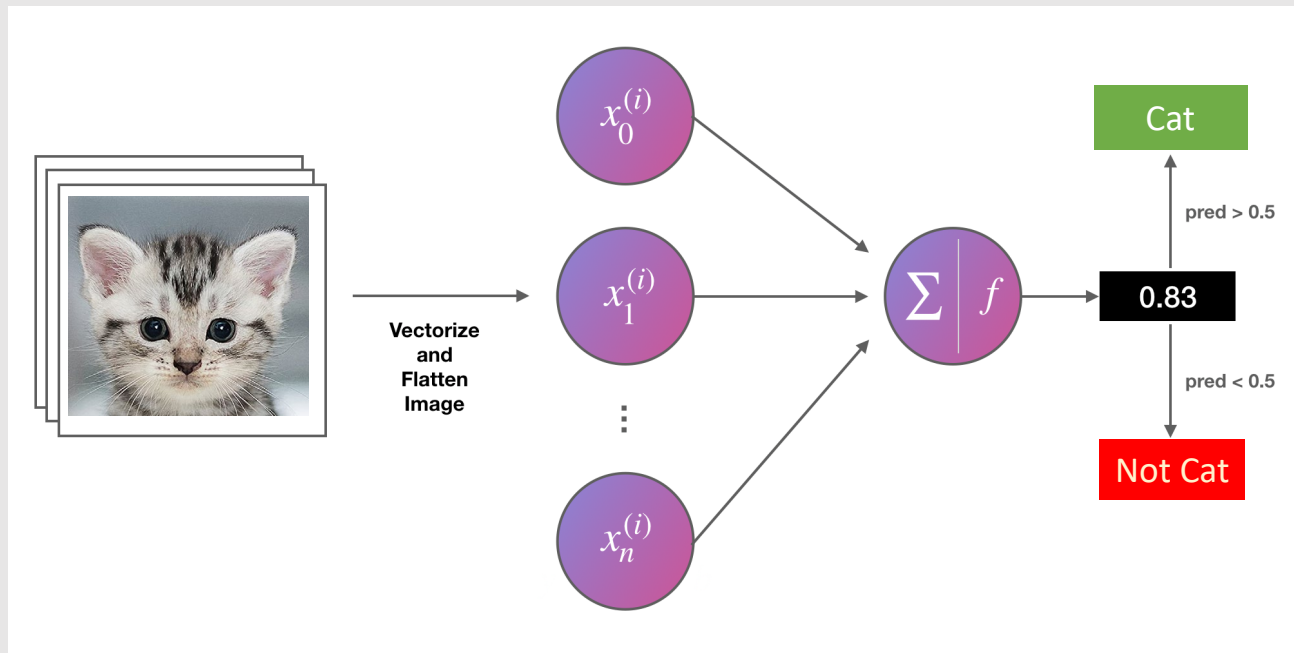 Vectorize
and
Flatten
Image
x_0^{(i)}
x_1^{(i)}
⋮
x_n^{(i)}
Σ | f
0.83
pred > 0.5
Cat
pred < 0.5
Not Cat